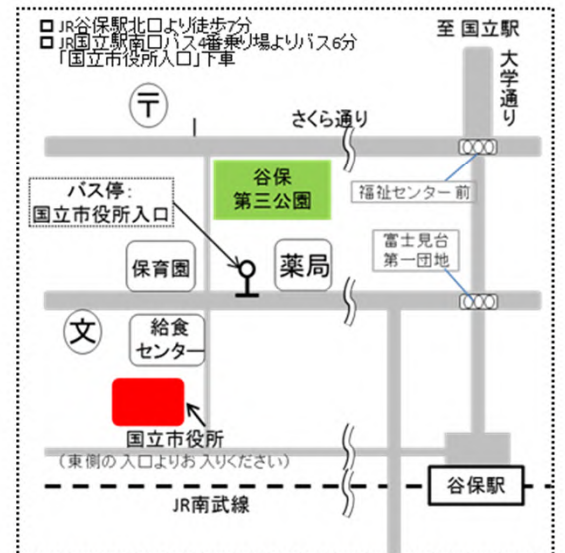 JR谷保駅北口より徒歩7分
JR国立駅南口バス4番乗り場よりバス6分
「国立市役所入口」下車
至 国立駅
大学通り
〒
さくら通り
谷保
第三公園
福祉センター前
バス停:
国立市役所入口
富士見台
第一団地
保育園
薬局
文
給食
センター
国立市役所
(東側の入口よりお入りください)
谷保駅
JR南武線